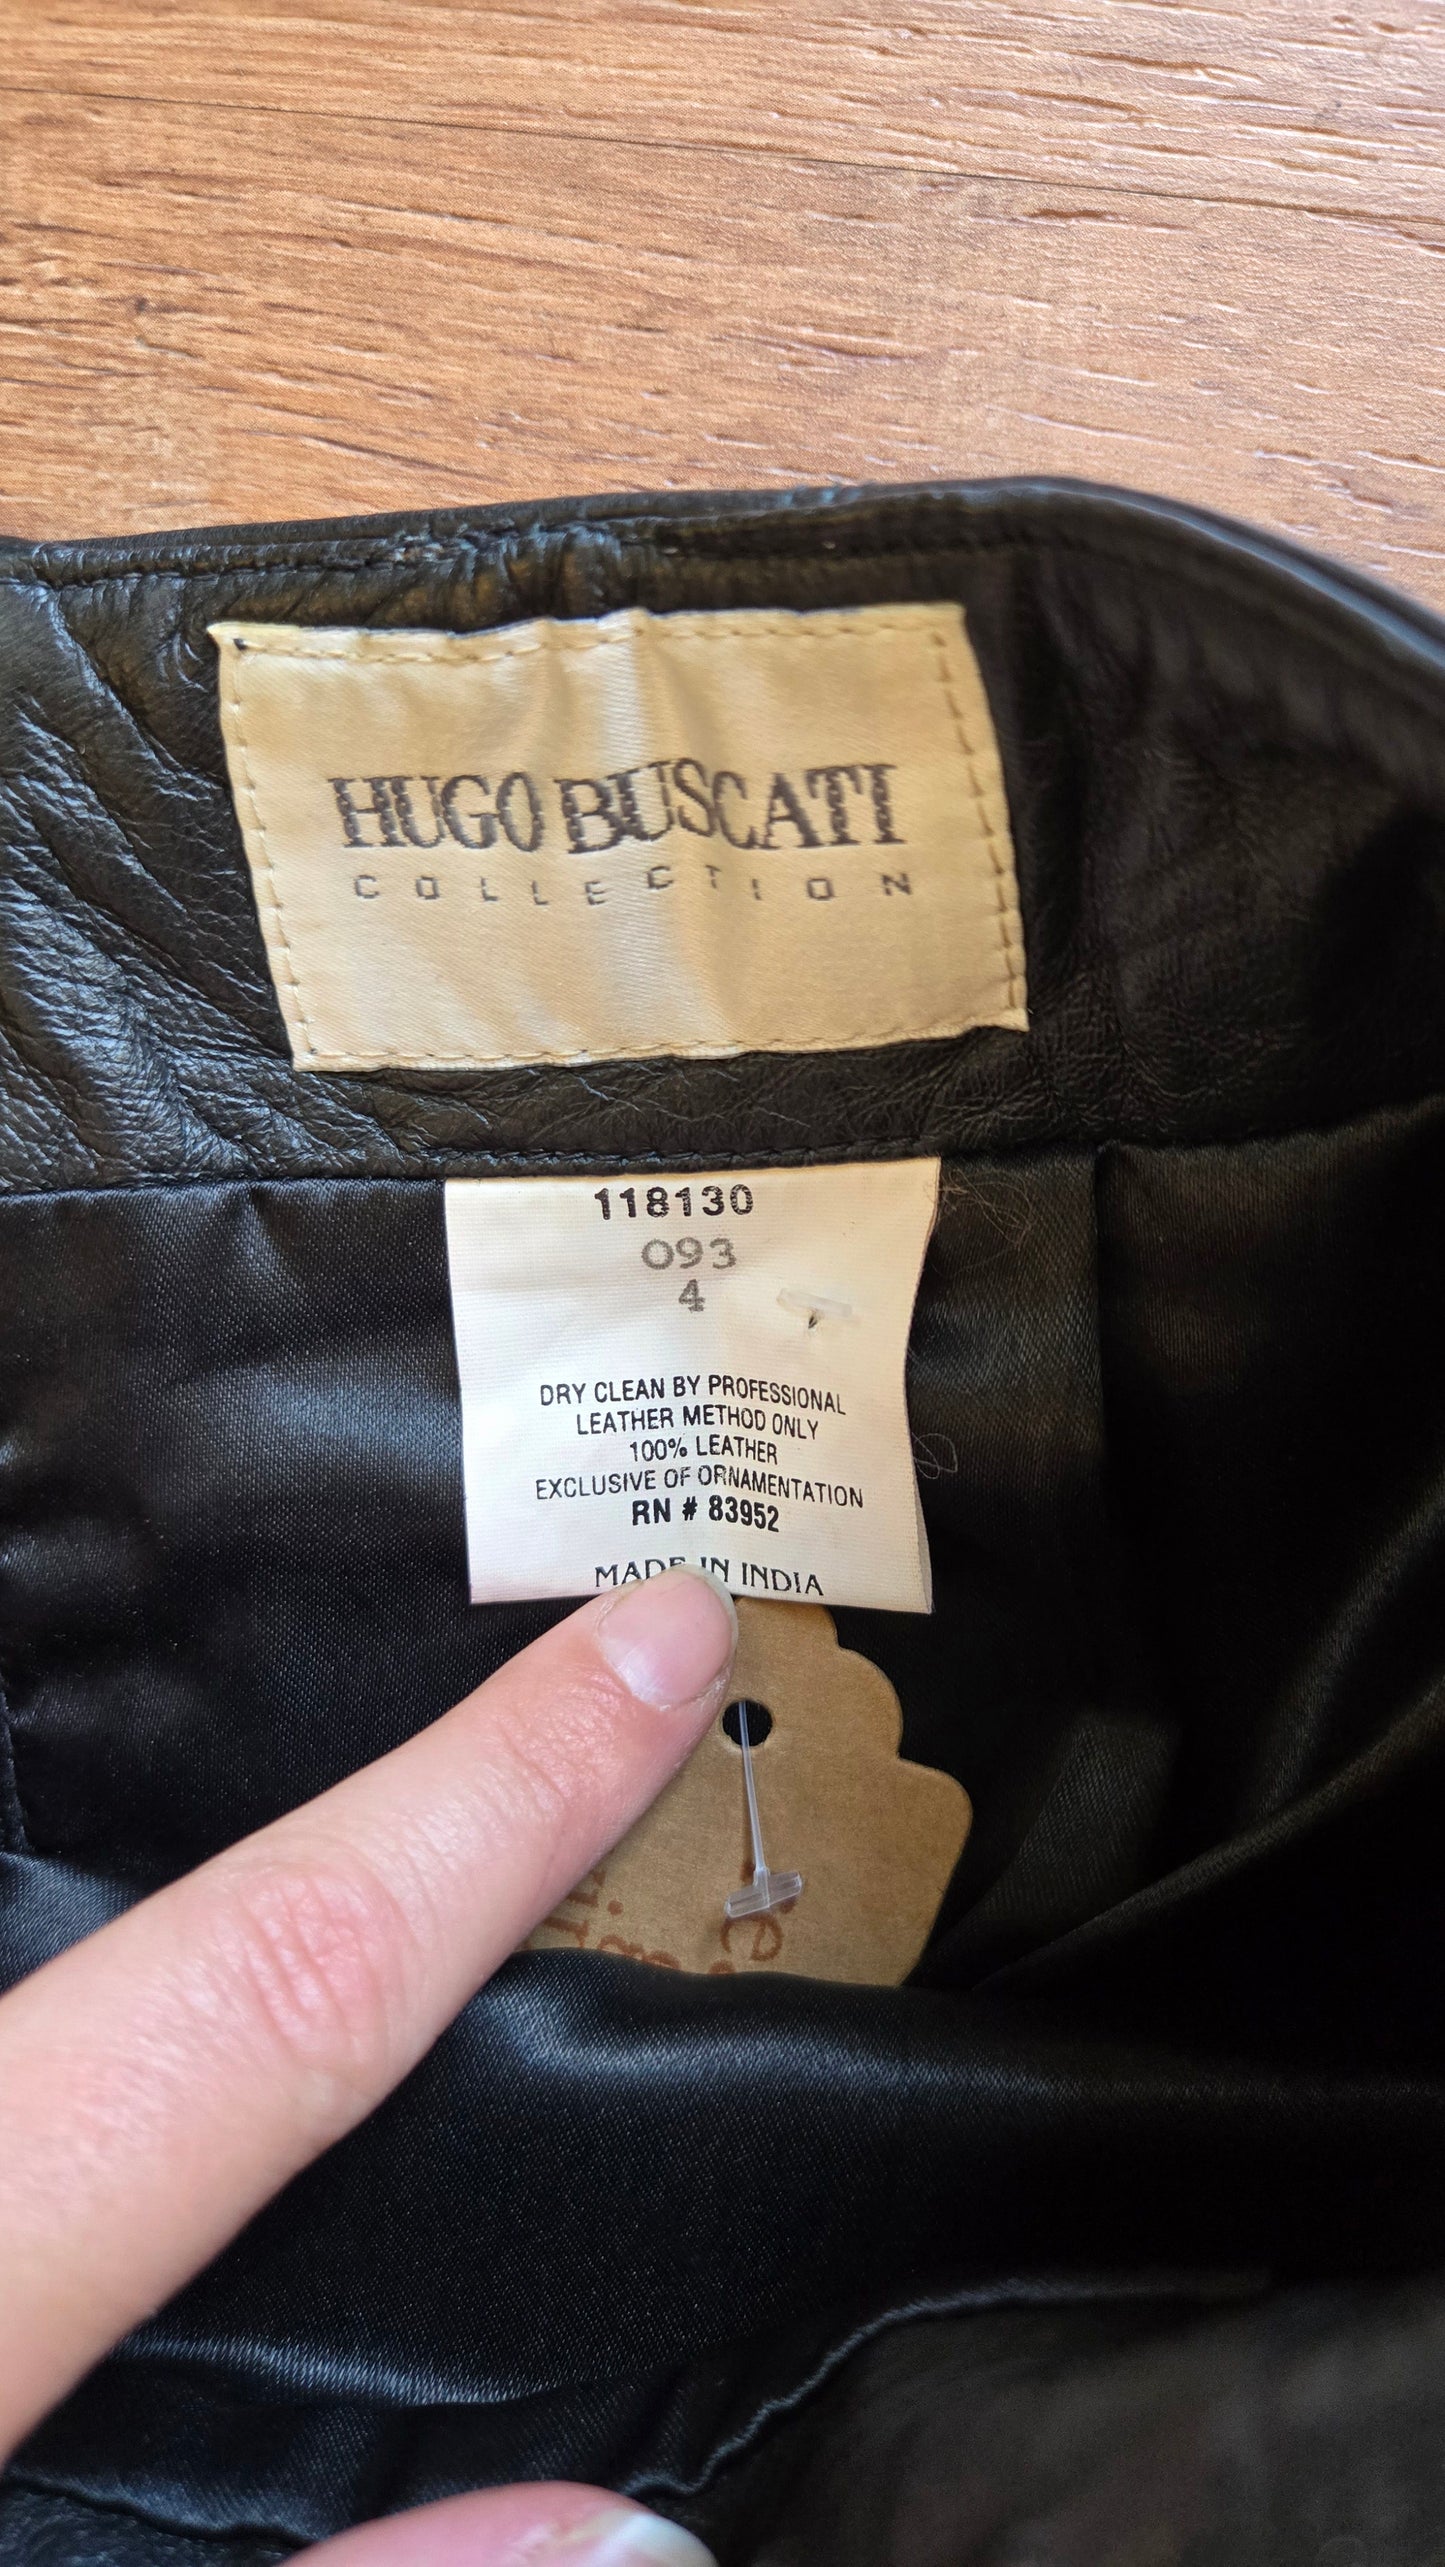 HUGO BUSCATI
COLLECTION
118130
093
4
DRY CLEAN BY PROFESSIONAL
LEATHER METHOD ONLY
100% LEATHER
EXCLUSIVE OF ORNAMENTATION
RN # 83952
MADE IN INDIA